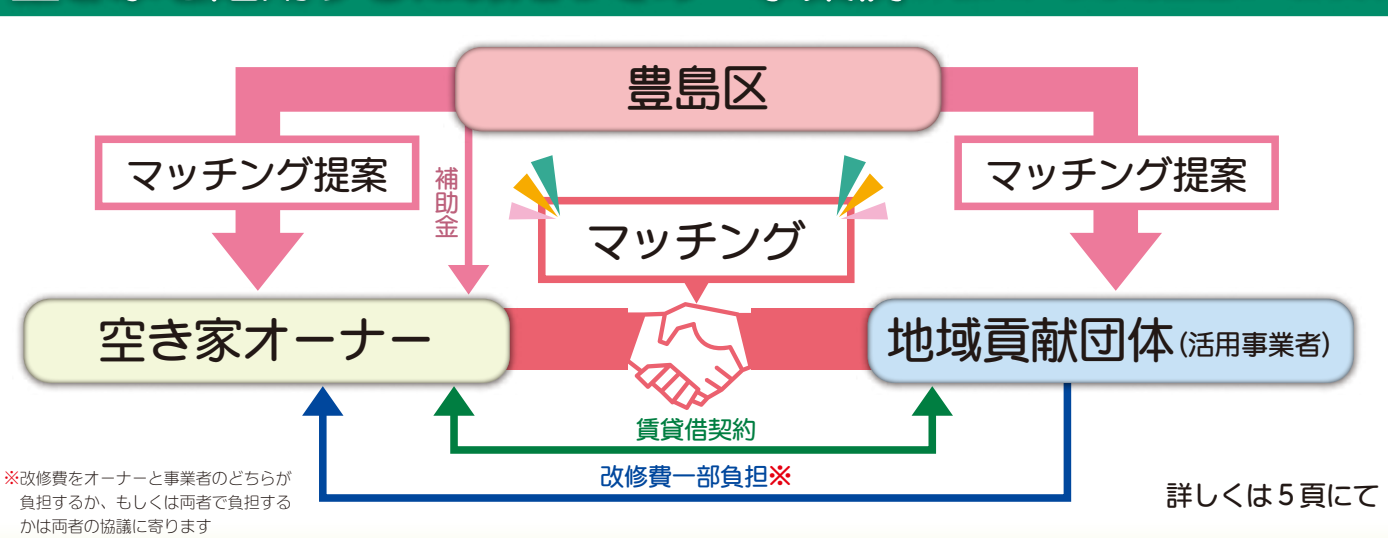 豊島区
マッチング提案
補助金
マッチング
マッチング提案
空き家オーナー
地域貢献団体(活用事業者)
賃貸借契約
改修費一部負担※
※改修費をオーナーと事業者のどちらが
負担するか、もしくは両者で負担する
かは両者の協議に寄ります
詳しくは5頁にて